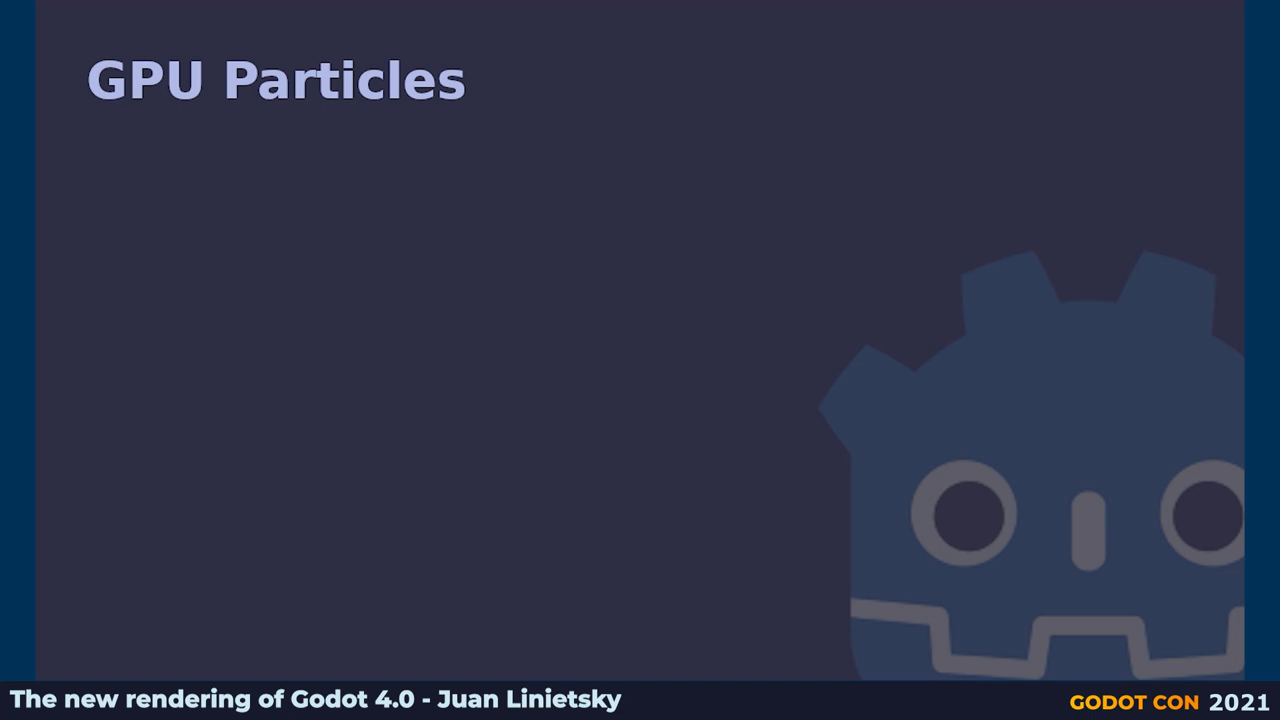 GPU Particles
The new rendering of Godot 4.0 - Juan Linietsky
GODOT CON 2021